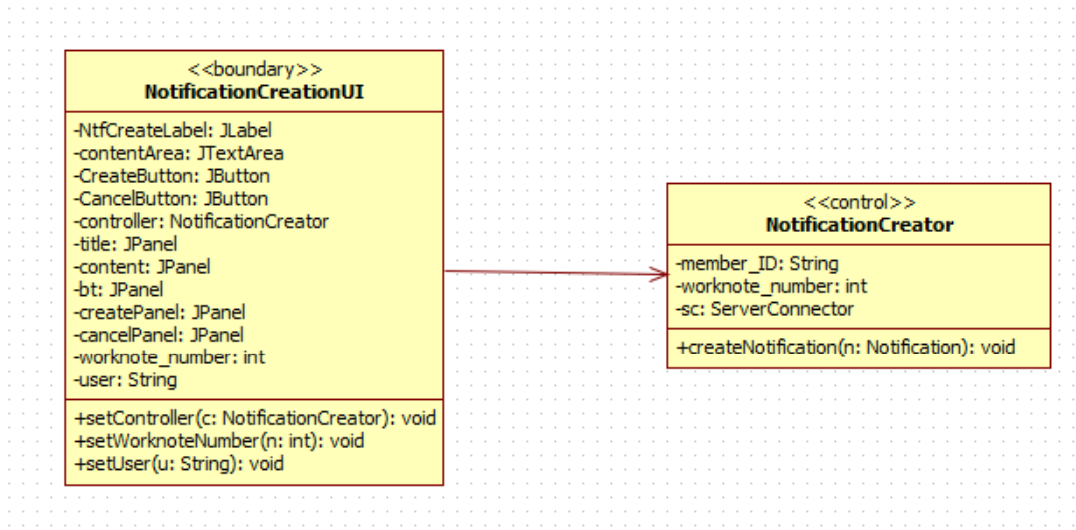 <<boundary>>
NotificationCreationUI
-NtfCreateLabel: JLabel
-contentArea: JTextArea
-CreateButton: JButton
-CancelButton: JButton
-controller: NotificationCreator
-title: JPanel
-content: JPanel
-bt: JPanel
-createPanel: JPanel
-cancelPanel: JPanel
-worknote_number: int
-user: String
+setController(c: NotificationCreator): void
+setWorknoteNumber(n: int): void
+setUser(u: String): void
<<control>>
NotificationCreator
-member_ID: String
-worknote_number: int
-sc: ServerConnector
+createNotification(n: Notification): void